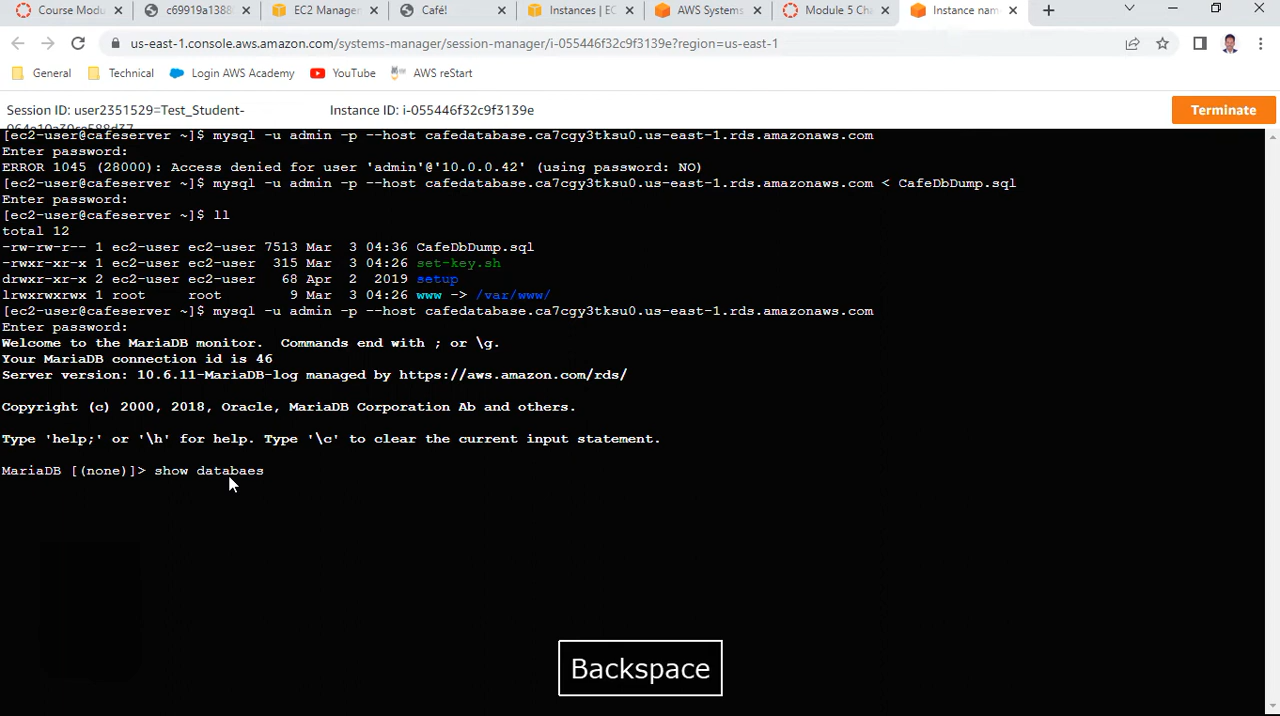 Course Modu
c69919a1388
EC2 Manage
Café!
Instances | EC
AWS Systems
Module 5 Cha
Instance nam
us-east-1.console.aws.amazon.com/systems-manager/session-manager/i-055446f32c9f3139e?region=us-east-1
General
Technical
Login AWS Academy
YouTube
AWS reStart
Session ID: user2351529=Test_Student-
Instance ID: i-055446f32c9f3139e
Terminate
[ec2-user@cafeserver ~]$ mysql -u admin -p --host cafedatabase.ca7cgy3tksu0.us-east-1.rds.amazonaws.com
Enter password:
ERROR 1045 (28000): Access denied for user 'admin'@'10.0.0.42' (using password: NO)
[ec2-user@cafeserver ~]$ mysql -u admin -p --host cafedatabase.ca7cgy3tksu0.us-east-1.rds.amazonaws.com < CafeDbDump.sql
Enter password:
[ec2-user@cafeserver ~]$ ll
total 12
-rw-rw-r-- 1 ec2-user ec2-user 7513 Mar  3 04:36 CafeDbDump.sql
-rwxr-xr-x 1 ec2-user ec2-user  315 Mar  3 04:26 set-key.sh
drwxr-xr-x 2 ec2-user ec2-user   68 Apr  2  2019 setup
lrwxrwxrwx 1 root     root        9 Mar  3 04:26 www -> /var/www/
[ec2-user@cafeserver ~]$ mysql -u admin -p --host cafedatabase.ca7cgy3tksu0.us-east-1.rds.amazonaws.com
Enter password:
Welcome to the MariaDB monitor.  Commands end with ; or \g.
Your MariaDB connection id is 46
Server version: 10.6.11-MariaDB-log managed by https://aws.amazon.com/rds/
Copyright (c) 2000, 2018, Oracle, MariaDB Corporation Ab and others.
Type 'help;' or '\h' for help. Type '\c' to clear the current input statement.
MariaDB [(none)]> show databaes
Backspace